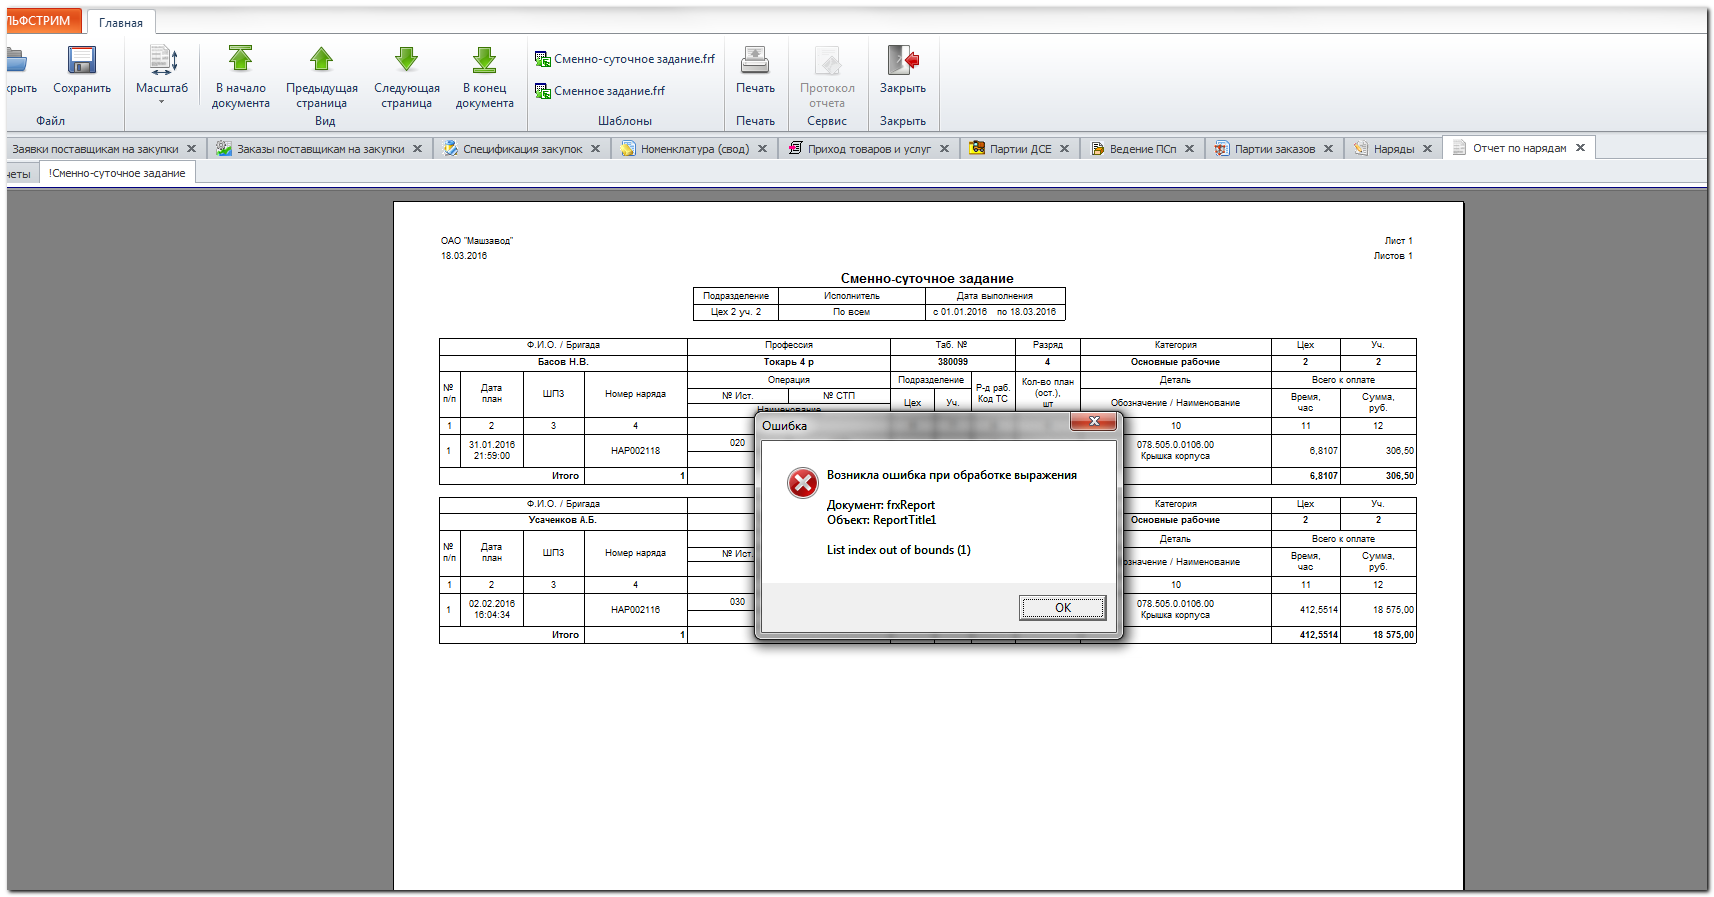 ЛЬФСТРИМ
Главная
крыть
Сохранить
Масштаб
В начало документа
Предыдущая страница
Следующая страница
В конец документа
Сменно-суточное задание.frf
Сменное задание.frf
Печать
Протокол отчета
Закрыть
Файл
Вид
Шаблоны
Печать
Сервис
Закрыть
Заявки поставщикам на закупки
Заказы поставщикам на закупки
Спецификация закупок
Номенклатура (свод)
Приход товаров и услуг
Партии ДСЕ
Ведение ПСп
Партии заказов
Наряды
Отчет по нарядам
четы
!Сменно-суточное задание
ОАО "Машзавод"
Лист 1
18.03.2016
Листов 1
Сменно-суточное задание
Подразделение Исполнитель Дата выполнения
Цех 2 уч. 2 По всем с 01.01.2016 по 18.03.2016
Ф.И.О. / Бригада Профессия Таб. № Разряд Категория Цех Уч.
Басов Н.В. Токарь 4 р 380099 4 Основные рабочие 2 2
№ п/п Дата план ШПЗ Номер наряда Операция Подразделение Р-д раб. Код ТС Кол-во план (ост.), шт Деталь Всего к оплате
№ Ист. № СТП Цех Уч. Обозначение / Наименование Время, час Сумма, руб.
Наименование
1 2 3 4 10 11 12
1 31.01.2016 21:59:00 НАР002118 020 078.505.0.0106.00 Крышка корпуса 6,8107 306,50
Итого 1 6,8107 306,50
Ф.И.О. / Бригада Категория Цех Уч.
Усаченков А.Б. Основные рабочие 2 2
№ п/п Дата план ШПЗ Номер наряда Деталь Всего к оплате
№ Ист. означение / Наименование Время, час Сумма, руб.
1 2 3 4 10 11 12
1 02.02.2016 16:04:34 НАР002116 030 078.505.0.0106.00 Крышка корпуса 412,5514 18 575,00
Итого 1 412,5514 18 575,00
Ошибка
Возникла ошибка при обработке выражения
Документ: frxReport
Объект: ReportTitle1
List index out of bounds (1)
OK